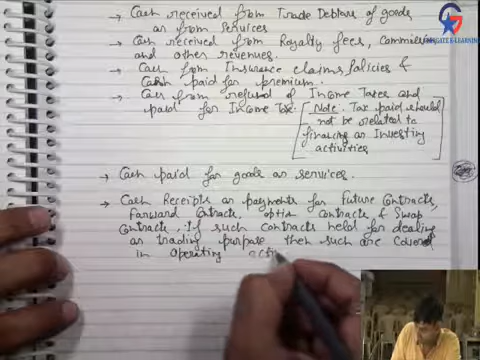 → Cash received from Trade Debtors of goods
or from services
→ Cash received from Royalty fees, Commission
and other revenues.
→ Cash from Insurance claims policies &
Cash paid for premium.
→ Cash from refund of Income Taxes and
paid for Income Tax. [Note. Tax paid should
not be related to
financing or Investing
activities]
→ Cash paid for goods or services.
→ Cash Receipts or payments for Future Contracts,
Forward Contracts, option Contracts & Swap
Contracts. If such contracts held for dealing
or trading purpose then such are Covered
in operating acti